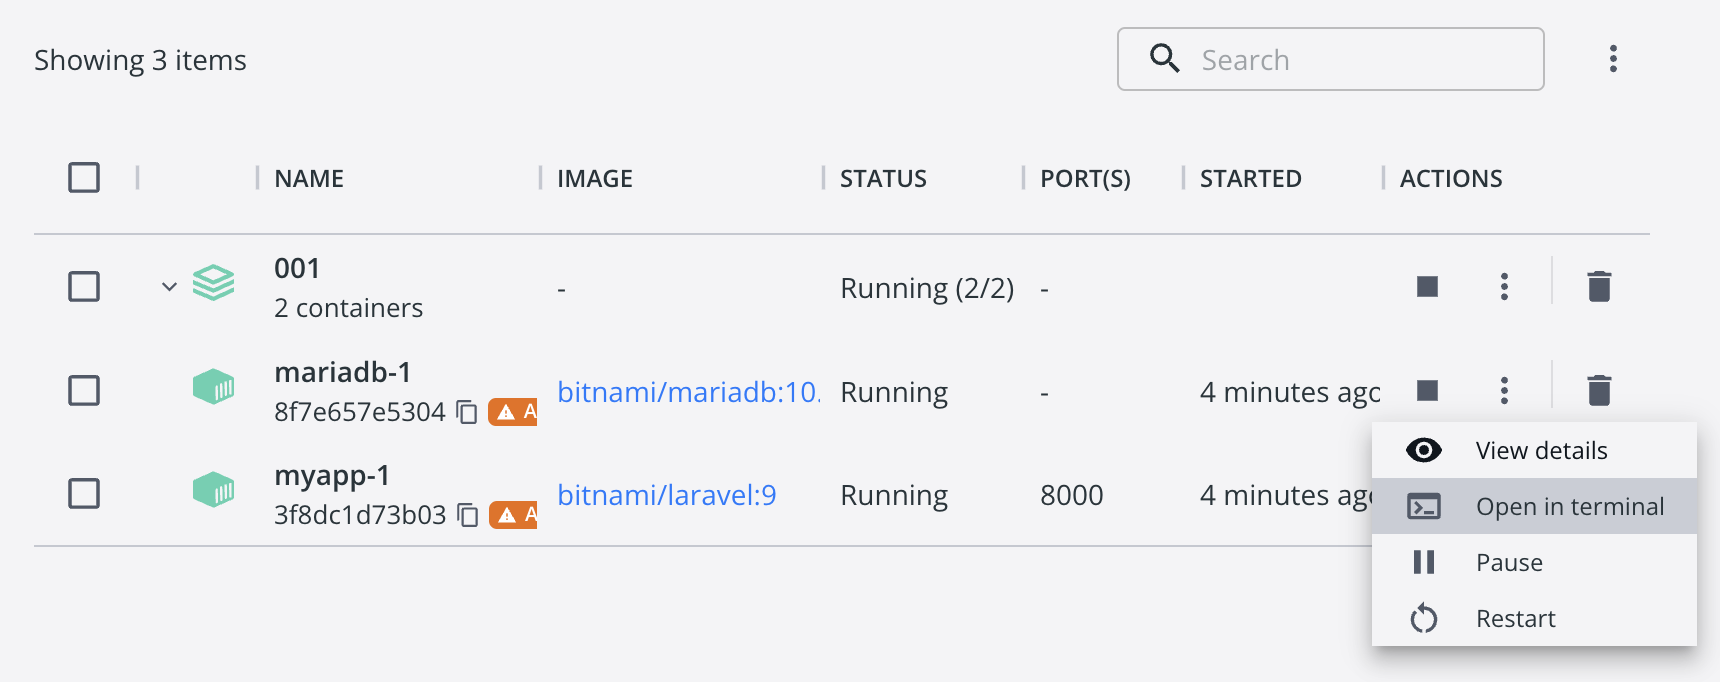 Showing 3 items
Search
NAME IMAGE STATUS PORT(S) STARTED ACTIONS
001
2 containers
- Running (2/2) -
mariadb-1
8f7e657e5304 A
bitnami/mariadb:10. Running - 4 minutes ago
myapp-1
3f8dc1d73b03 A
bitnami/laravel:9 Running 8000 4 minutes ago
View details
Open in terminal
Pause
Restart